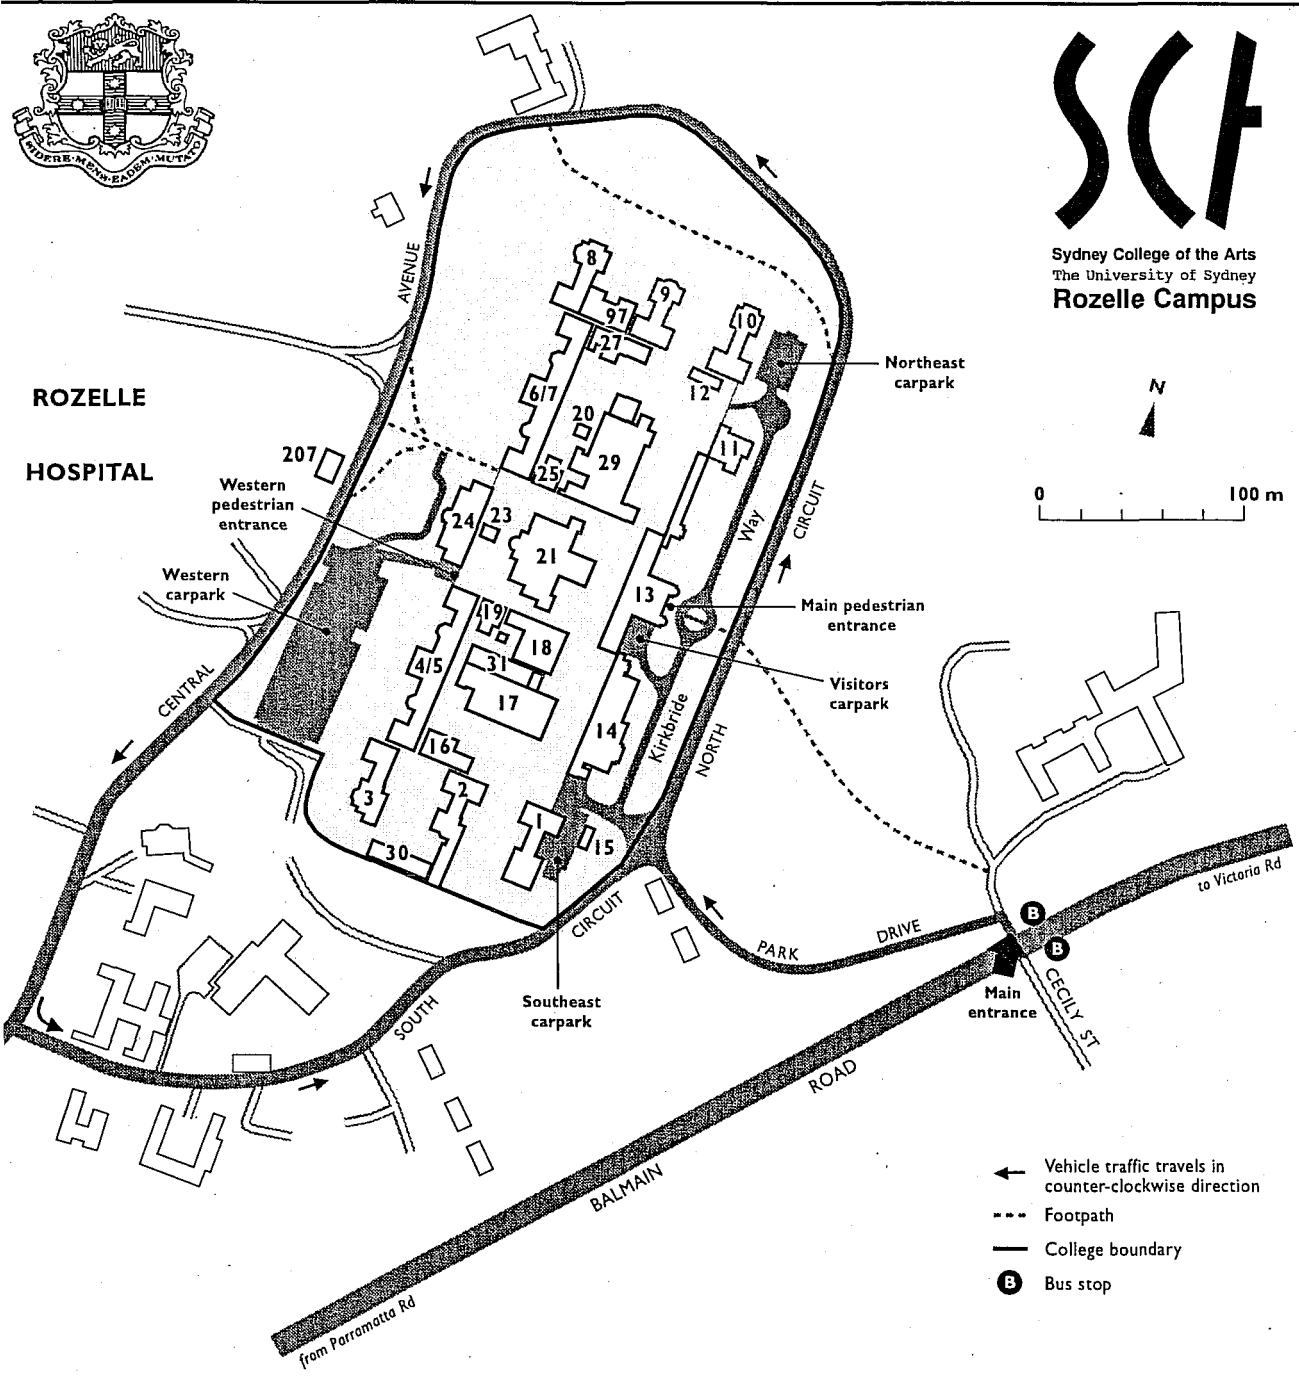 SIDERE·MENS·EADEM·MUTATO
SCA
Sydney College of the Arts
The University of Sydney
Rozelle Campus
N
0 100 m
ROZELLE
HOSPITAL
AVENUE
CENTRAL
207
Western
pedestrian
entrance
Western
carpark
8
9
97
27
10
12
6/7
20
29
25
11
24
23
21
13
19
18
31
17
4/5
14
16
3
2
1
15
30
Northeast
carpark
Way
CIRCUIT
Main pedestrian
entrance
Visitors
carpark
Kirkbride
NORTH
CIRCUIT
SOUTH
Southeast
carpark
PARK
DRIVE
B
B
to Victoria Rd
Main
entrance
CECILY ST
ROAD
BALMAIN
from Parramatta Rd
Vehicle traffic travels in
counter-clockwise direction
Footpath
College boundary
B Bus stop